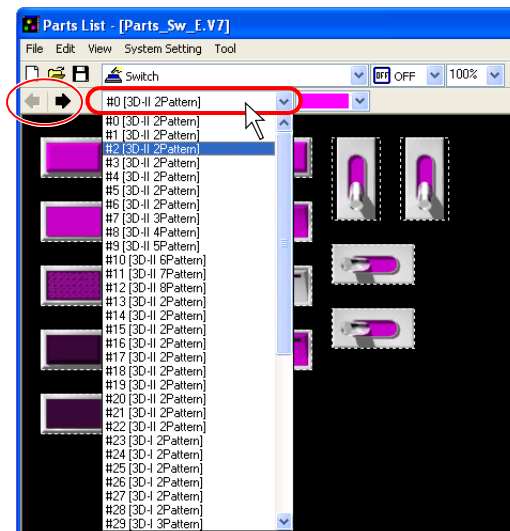 Parts List - [Parts_Sw_E.V7]
File Edit View System Setting Tool
Switch OFF OFF 100%
#0 [3D-II 2Pattern]
#0 [3D-II 2Pattern]
#1 [3D-II 2Pattern]
#2 [3D-II 2Pattern]
#3 [3D-II 2Pattern]
#4 [3D-II 2Pattern]
#5 [3D-II 2Pattern]
#6 [3D-II 2Pattern]
#7 [3D-II 3Pattern]
#8 [3D-II 4Pattern]
#9 [3D-II 5Pattern]
#10 [3D-II 6Pattern]
#11 [3D-II 7Pattern]
#12 [3D-II 8Pattern]
#13 [3D-II 2Pattern]
#14 [3D-II 2Pattern]
#15 [3D-II 2Pattern]
#16 [3D-II 2Pattern]
#17 [3D-II 2Pattern]
#18 [3D-II 2Pattern]
#19 [3D-II 2Pattern]
#20 [3D-II 2Pattern]
#21 [3D-II 2Pattern]
#22 [3D-II 2Pattern]
#23 [3D-I 2Pattern]
#24 [3D-I 2Pattern]
#25 [3D-I 2Pattern]
#26 [3D-I 2Pattern]
#27 [3D-I 2Pattern]
#28 [3D-I 2Pattern]
#29 [3D-I 3Pattern]